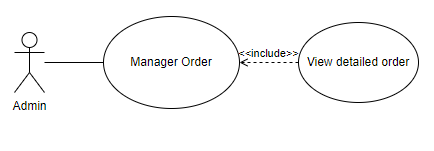 <<include>>
Manager Order
View detailed order
Admin